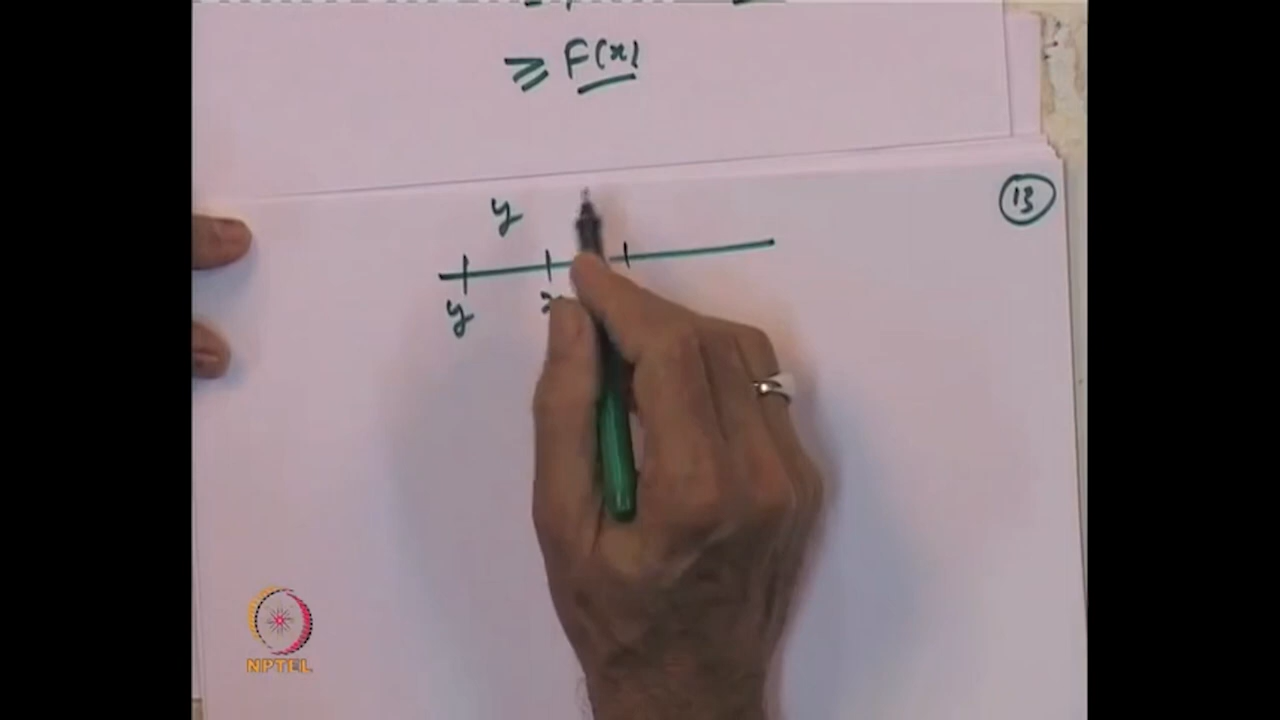 ≥ F(x)
13
y
y x
NPTEL